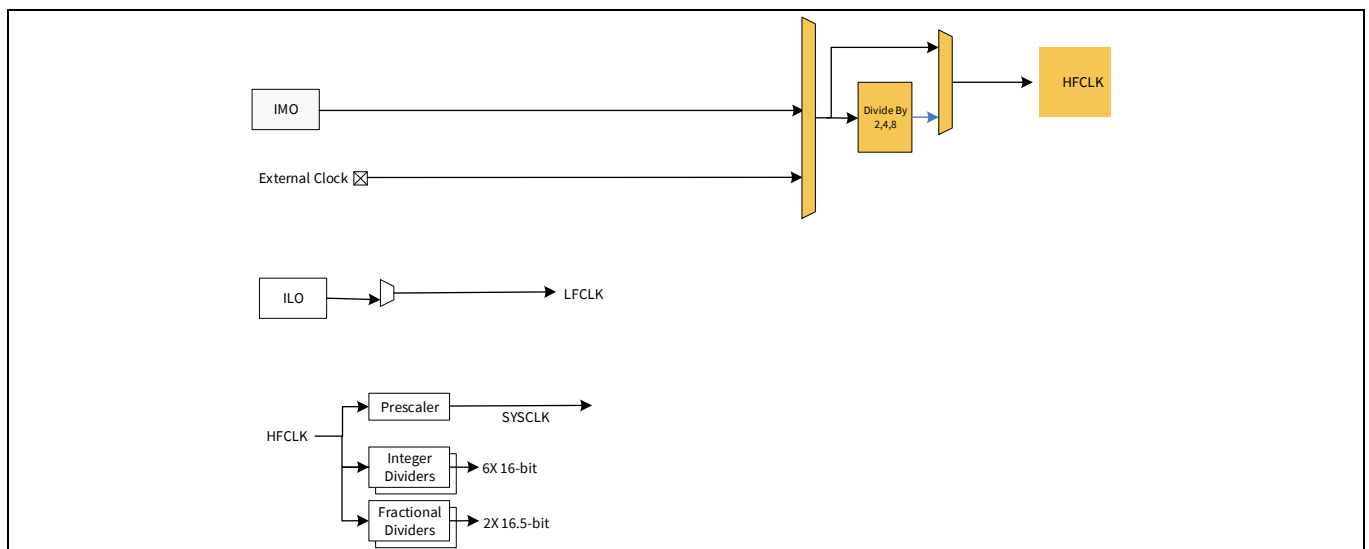 HFCLK
IMO
Divide By
2,4,8
External Clock
ILO
LFCLK
Prescaler
SYSCLK
HFCLK
Integer
Dividers
6X 16-bit
Fractional
Dividers
2X 16.5-bit